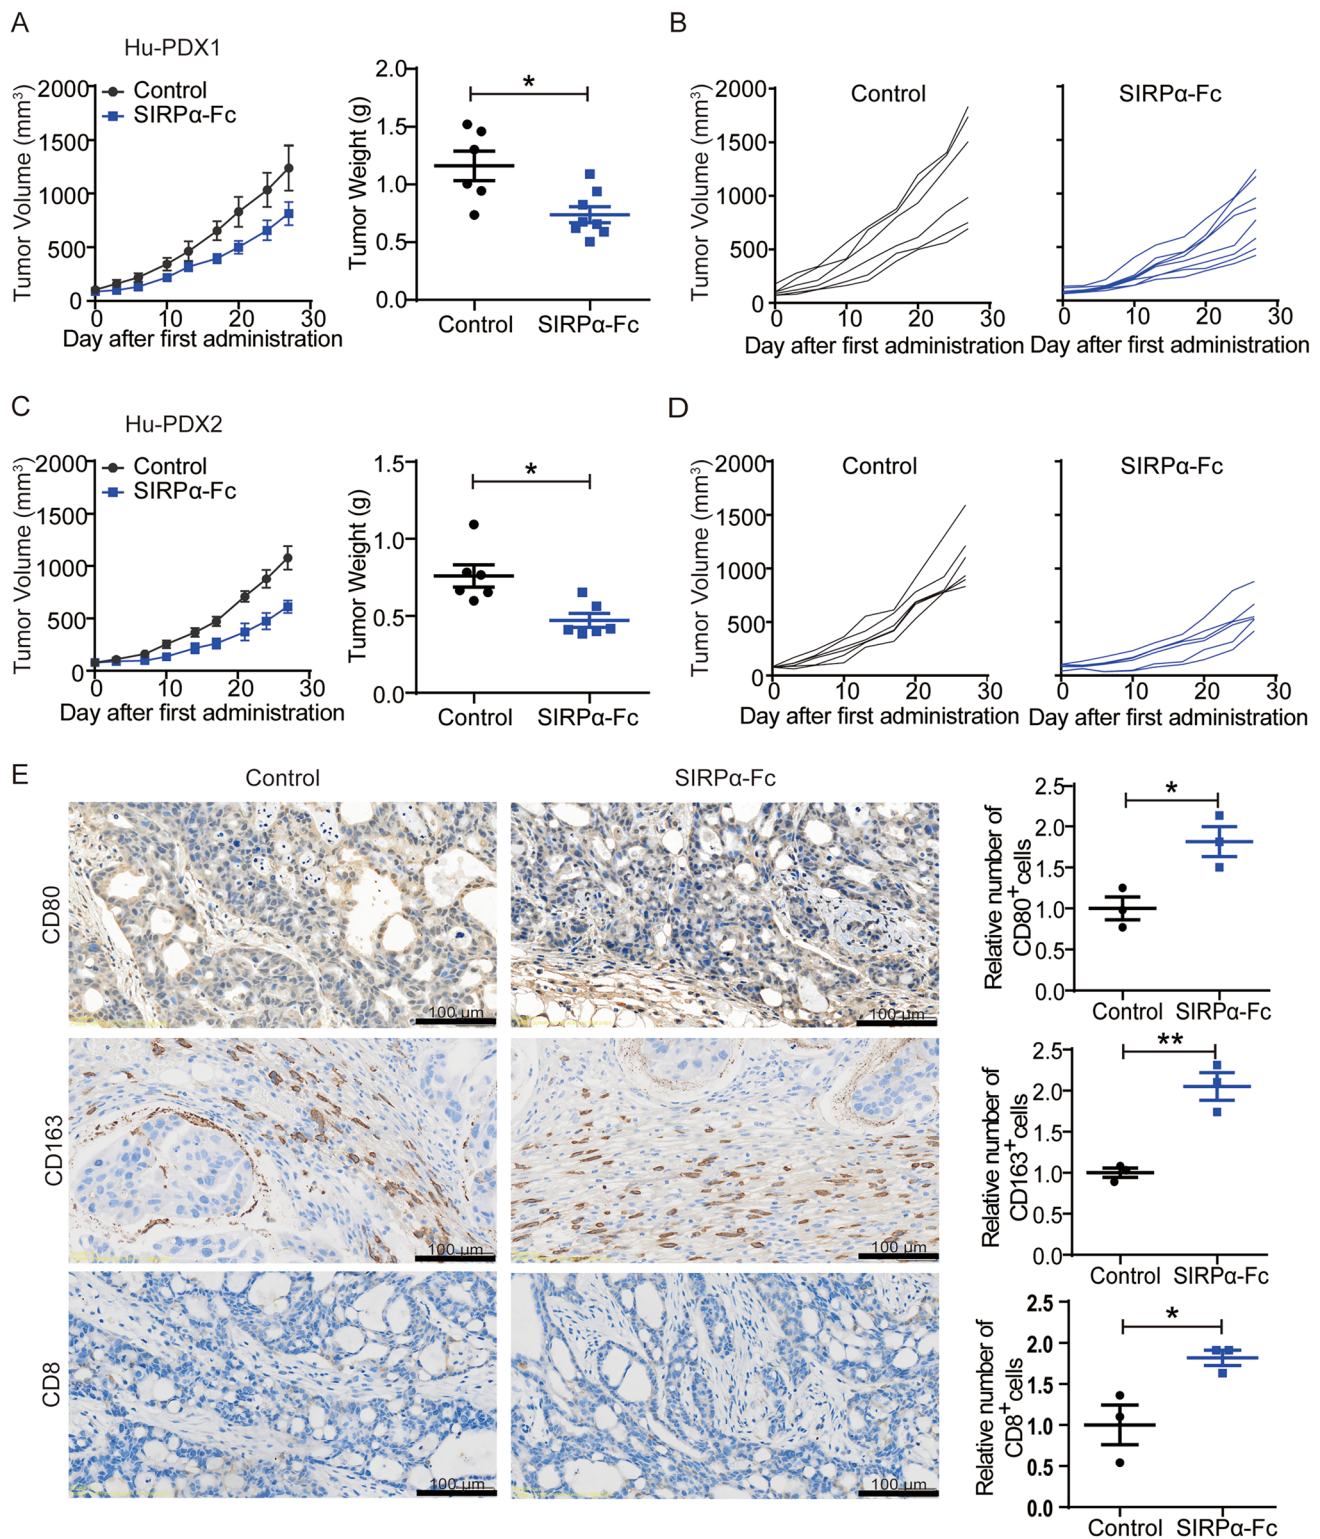 A
Hu-PDX1
Control
SIRPα-Fc
Tumor Volume (mm³)
2000
1500
1000
500
0
0 10 20 30
Day after first administration
Tumor Weight (g)
2.0
1.5
1.0
0.5
0.0
*
Control SIRPα-Fc
B
Tumor Volume (mm³)
2000
1500
1000
500
0
Control
0 10 20 30
Day after first administration
SIRPα-Fc
0 10 20 30
Day after first administration
C
Hu-PDX2
Control
SIRPα-Fc
Tumor Volume (mm³)
2000
1500
1000
500
0
0 10 20 30
Day after first administration
Tumor Weight (g)
1.5
1.0
0.5
0.0
*
Control SIRPα-Fc
D
Tumor Volume (mm³)
2000
1500
1000
500
0
Control
0 10 20 30
Day after first administration
SIRPα-Fc
0 10 20 30
Day after first administration
E
Control
SIRPα-Fc
CD80
100 µm
100 µm
Relative number of
CD80⁺cells
2.5
2.0
1.5
1.0
0.5
0.0
*
Control SIRPα-Fc
CD163
100 µm
100 µm
Relative number of
CD163⁺cells
2.5
2.0
1.5
1.0
0.5
0.0
**
Control SIRPα-Fc
CD8
100 µm
100 µm
Relative number of
CD8⁺cells
2.5
2.0
1.5
1.0
0.5
0.0
*
Control SIRPα-Fc